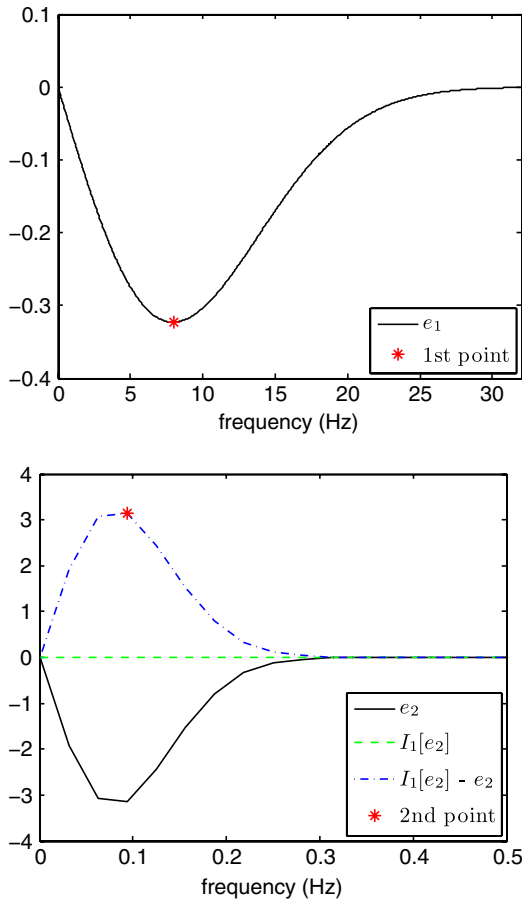 0.1
0
−0.1
−0.2
−0.3
−0.4
0 5 10 15 20 25 30
frequency (Hz)
e₁
1st point
4
3
2
1
0
−1
−2
−3
−4
0 0.1 0.2 0.3 0.4 0.5
frequency (Hz)
e₂
I₁[e₂]
I₁[e₂] - e₂
2nd point